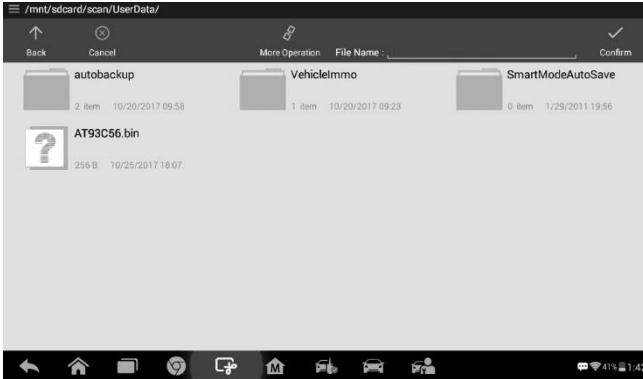 /mnt/sdcard/scan/UserData/
Back Cancel More Operation File Name : Confirm
autobackup VehicleImmo SmartModeAutoSave
2 item 10/20/2017 09:58 1 item 10/20/2017 09:23 0 item 1/29/2011 19:56
AT93C56.bin
256 B 10/25/2017 18:07
M 41%